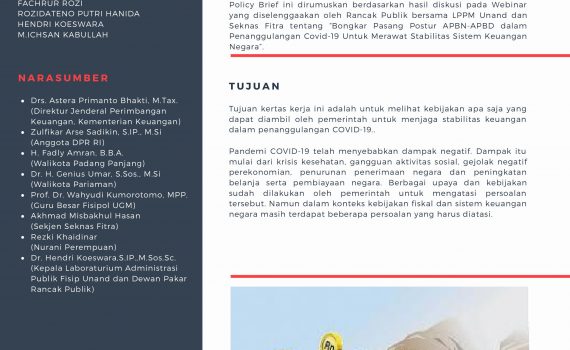 FACHRUR ROZI
ROZIDATENO PUTRI HANIDA
HENDRI KOESWARA
M.ICHSAN KABULLAH
NARASUMBER
Drs. Astera Primanto Bhakti, M.Tax.
(Direktur Jenderal Perimbangan
Keuangan, Kementerian Keuangan)
Zulfikar Arse Sadikin, S.IP., M.Si
(Anggota DPR RI)
H. Fadly Amran, B.B.A.
(Walikota Padang Panjang)
Dr. H. Genius Umar, S.Sos., M.Si
(Walikota Pariaman)
Prof. Dr. Wahyudi Kumorotomo, MPP.
(Guru Besar Fisipol UGM)
Akhmad Misbakhul Hasan
(Sekjen Seknas Fitra)
Rezki Khaidinar
(Nurani Perempuan)
Dr. Hendri Koeswara,S.IP.,M.Sos.Sc.
(Kepala Laboraturium Administrasi
Publik Fisip Unand dan Dewan Pakar
Rancak Publik)
Policy Brief ini dirumuskan berdasarkan hasil diskusi pada Webinar
yang diselenggaakan oleh Rancak Publik bersama LPPM Unand dan
Seknas Fitra tentang "Bongkar Pasang Postur APBN-APBD dalam
Penanggulangan Covid-19 Untuk Merawat Stabilitas Sistem Keuangan
Negara".
TUJUAN
Tujuan kertas kerja ini adalah untuk melihat kebijakan apa saja yang
dapat diambil oleh pemerintah untuk menjaga stabilitas keuangan
dalam penanggulangan COVID-19..
Pandemi COVID-19 telah menyebabkan dampak negatif. Dampak itu
mulai dari krisis kesehatan, gangguan aktivitas sosial, gejolak negatif
perekonomian, penurunan penerimaan negara dan peningkatan
belanja serta pembiayaan negara. Berbagai upaya dan kebijakan
sudah dilakukan oleh pemerintah untuk mengatasi persoalan
tersebut. Namun dalam konteks kebijakan fiskal dan sistem keuangan
negara masih terdapat beberapa persoalan yang harus diatasi.